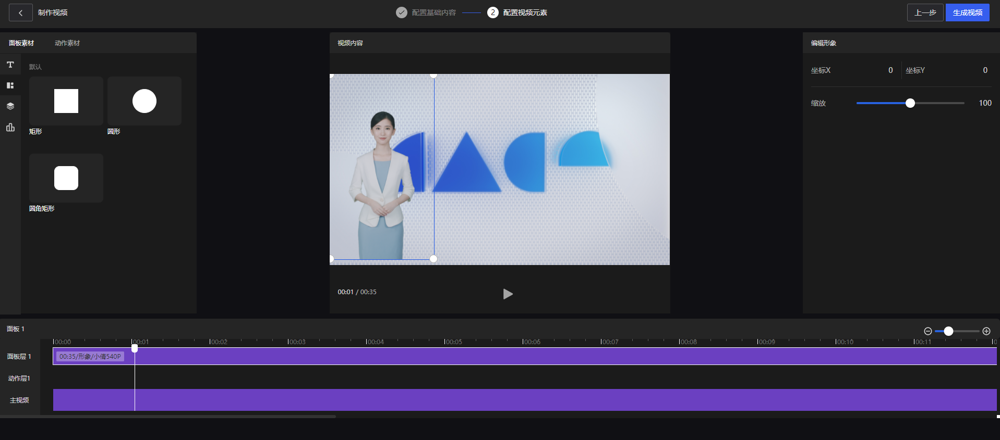 制作视频
配置基础内容
2 配置视频元素
上一步
生成视频
面板素材
动作素材
默认
矩形
圆形
圆角矩形
视频内容
00:01 / 00:35
编辑形象
坐标X 0
坐标Y 0
缩放 100
面板 1
00:00 00:01 00:02 00:03 00:04 00:05 00:06 00:07 00:08 00:09 00:10 00:11
面板层 1
00:35/形象/小倩540P
动作层1
主视频